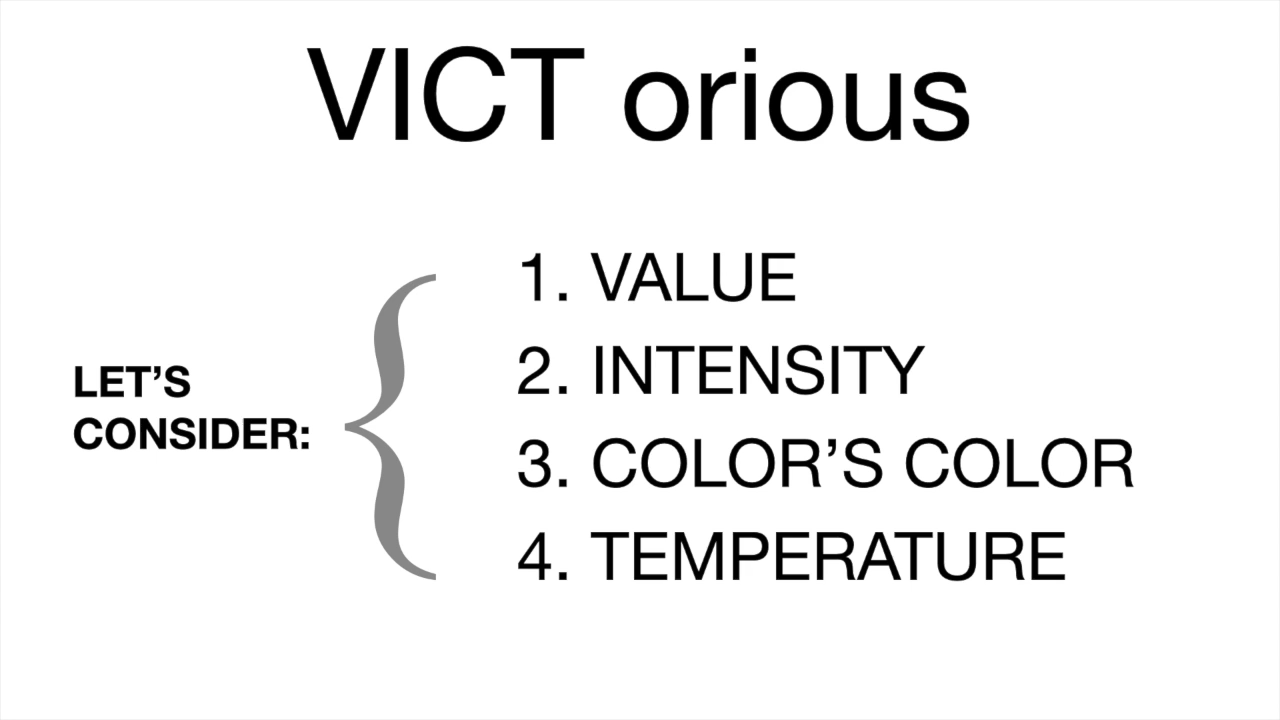 VICT orious
LET’S
CONSIDER:
1. VALUE
2. INTENSITY
3. COLOR’S COLOR
4. TEMPERATURE